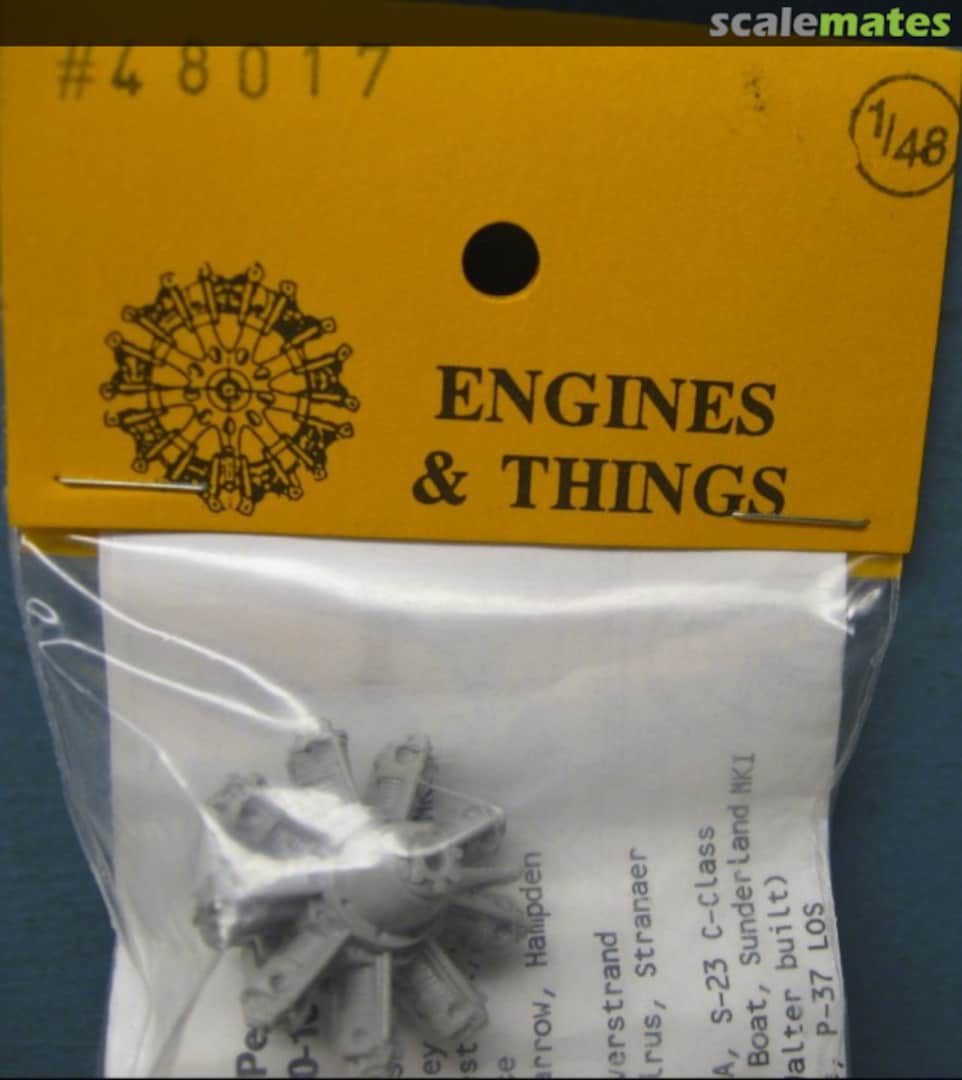 scalemates
#48017
1/48
ENGINES
& THINGS
arrow, Hampden
verstrand
lrus, Stranaer
A, S-23 C-Class
Boat, Sunderland MK1
alter built)
, P-37 LOS